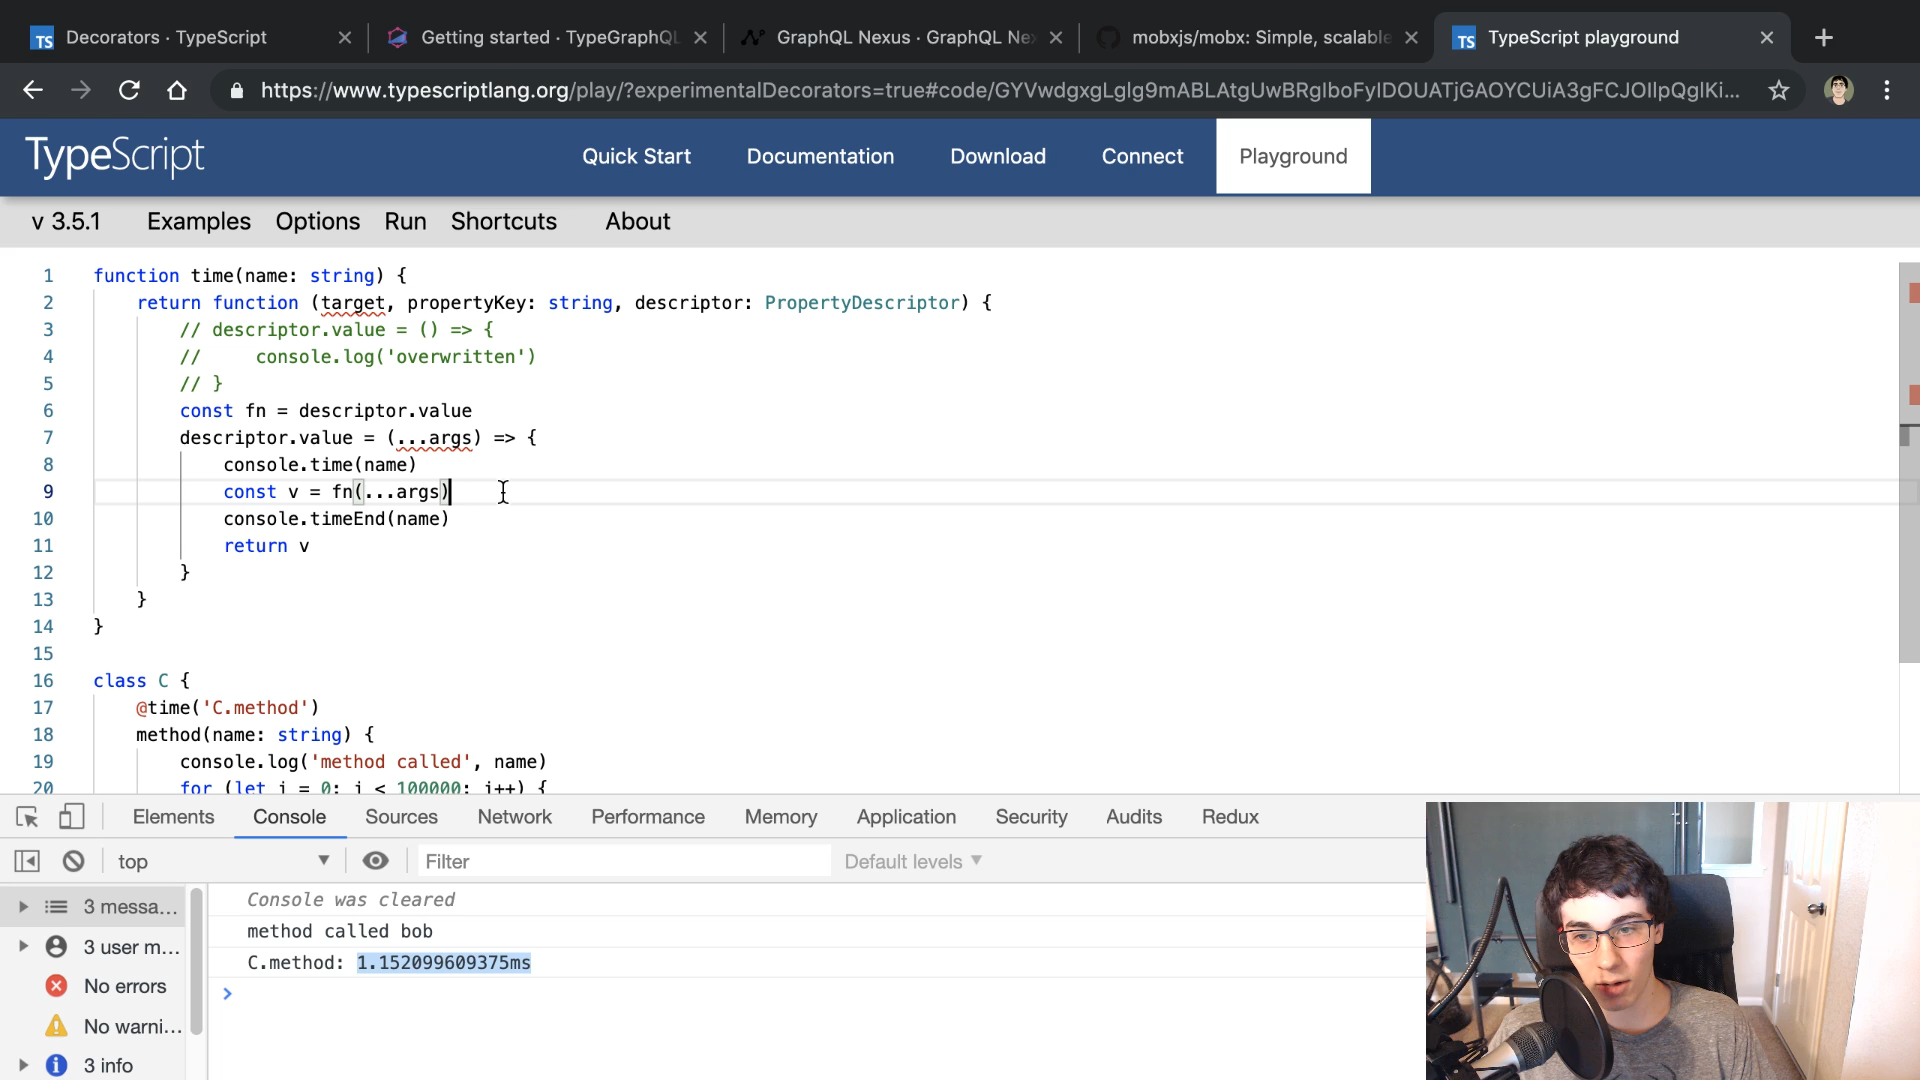 Decorators · TypeScript
Getting started · TypeGraphQL
GraphQL Nexus · GraphQL Nex
mobxjs/mobx: Simple, scalable
TypeScript playground
https://www.typescriptlang.org/play/?experimentalDecorators=true#code/GYVwdgxgLglg9mABLAtgUwBRgIboFyIDOUATjGAOYCUiA3gFCJOIlpQglKi...
TypeScript
Quick Start
Documentation
Download
Connect
Playground
v 3.5.1
Examples
Options
Run
Shortcuts
About
1 function time(name: string) {
2 return function (target, propertyKey: string, descriptor: PropertyDescriptor) {
3 // descriptor.value = () => {
4 // console.log('overwritten')
5 // }
6 const fn = descriptor.value
7 descriptor.value = (...args) => {
8 console.time(name)
9 const v = fn(...args)
10 console.timeEnd(name)
11 return v
12 }
13 }
14 }
15
16 class C {
17 @time('C.method')
18 method(name: string) {
19 console.log('method called', name)
20 for (let i = 0; i < 100000; i++) {
Elements
Console
Sources
Network
Performance
Memory
Application
Security
Audits
Redux
top
Filter
Default levels
3 messa...
3 user m...
No errors
No warni...
3 info
Console was cleared
method called bob
C.method: 1.152099609375ms
>